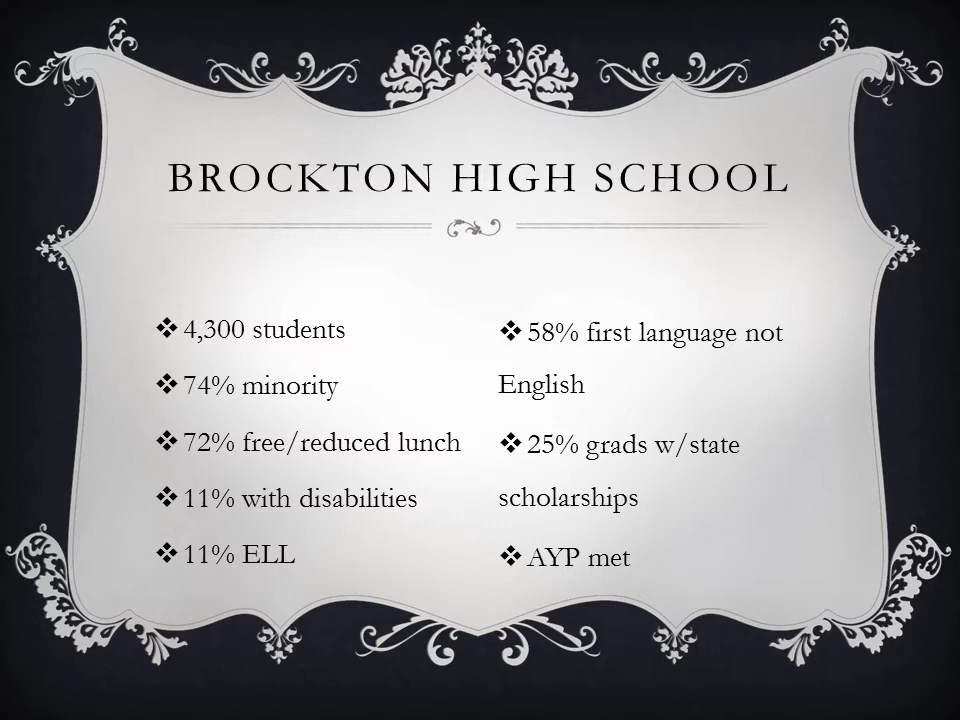 BROCKTON HIGH SCHOOL
❖ 4,300 students
❖ 74% minority
❖ 72% free/reduced lunch
❖ 11% with disabilities
❖ 11% ELL
❖ 58% first language not
English
❖ 25% grads w/state
scholarships
❖ AYP met